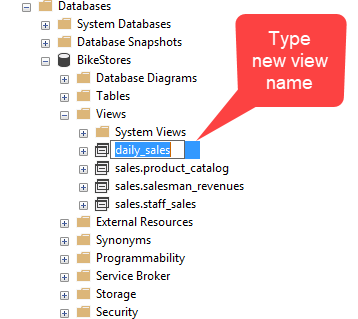 Databases
System Databases
Database Snapshots
BikeStores
Database Diagrams
Tables
Views
System Views
daily_sales
sales.product_catalog
sales.salesman_revenues
sales.staff_sales
External Resources
Synonyms
Programmability
Service Broker
Storage
Security
Type
new view
name